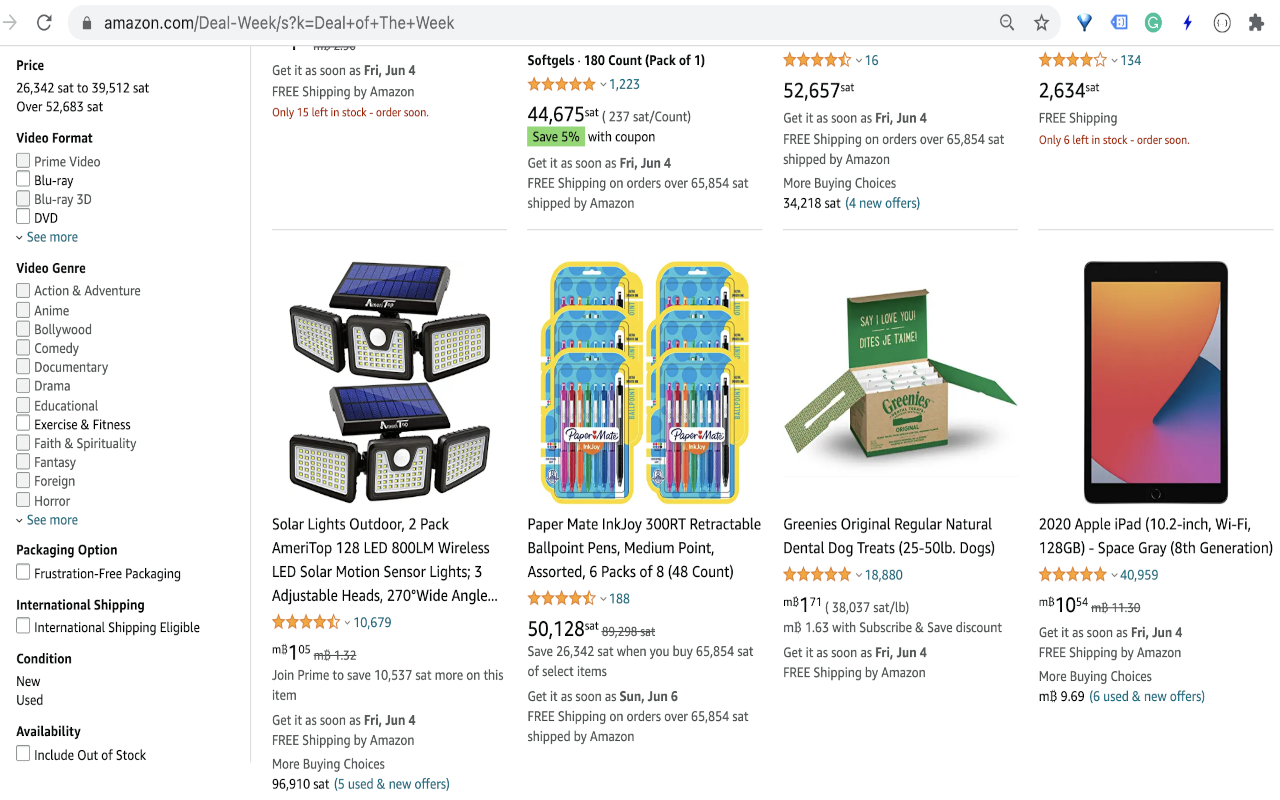 amazon.com/Deal-Week/s?k=Deal+of+The+Week
Price
26,342 sat to 39,512 sat
Over 52,683 sat
Video Format
Prime Video
Blu-ray
Blu-ray 3D
DVD
See more
Video Genre
Action & Adventure
Anime
Bollywood
Comedy
Documentary
Drama
Educational
Exercise & Fitness
Faith & Spirituality
Fantasy
Foreign
Horror
See more
Packaging Option
Frustration-Free Packaging
International Shipping
International Shipping Eligible
Condition
New
Used
Availability
Include Out of Stock
Get it as soon as Fri, Jun 4
FREE Shipping by Amazon
Only 15 left in stock - order soon.
Softgels · 180 Count (Pack of 1)
1,223
44,675sat ( 237 sat/Count)
Save 5% with coupon
Get it as soon as Fri, Jun 4
FREE Shipping on orders over 65,854 sat
shipped by Amazon
16
52,657sat
Get it as soon as Fri, Jun 4
FREE Shipping on orders over 65,854 sat
shipped by Amazon
More Buying Choices
34,218 sat (4 new offers)
134
2,634sat
FREE Shipping
Only 6 left in stock - order soon.
AmeriTop
AmeriTop
Solar Lights Outdoor, 2 Pack
AmeriTop 128 LED 800LM Wireless
LED Solar Motion Sensor Lights; 3
Adjustable Heads, 270°Wide Angle...
10,679
m₿105 m₿ 1.32
Join Prime to save 10,537 sat more on this
item
Get it as soon as Fri, Jun 4
FREE Shipping by Amazon
More Buying Choices
96,910 sat (5 used & new offers)
PaperMate
InkJoy
PaperMate
InkJoy
BALLPOINT
Paper Mate InkJoy 300RT Retractable
Ballpoint Pens, Medium Point,
Assorted, 6 Packs of 8 (48 Count)
188
50,128sat 89,298 sat
Save 26,342 sat when you buy 65,854 sat
of select items
Get it as soon as Sun, Jun 6
FREE Shipping on orders over 65,854 sat
shipped by Amazon
SAY I LOVE YOU!
DITES JE T'AIME!
Greenies
DENTAL TREATS
ORIGINAL
Greenies Original Regular Natural
Dental Dog Treats (25-50lb. Dogs)
18,880
m₿171 ( 38,037 sat/lb)
m₿ 1.63 with Subscribe & Save discount
Get it as soon as Fri, Jun 4
FREE Shipping by Amazon
2020 Apple iPad (10.2-inch, Wi-Fi,
128GB) - Space Gray (8th Generation)
40,959
m₿1054 m₿ 11.30
Get it as soon as Fri, Jun 4
FREE Shipping by Amazon
More Buying Choices
m₿ 9.69 (6 used & new offers)